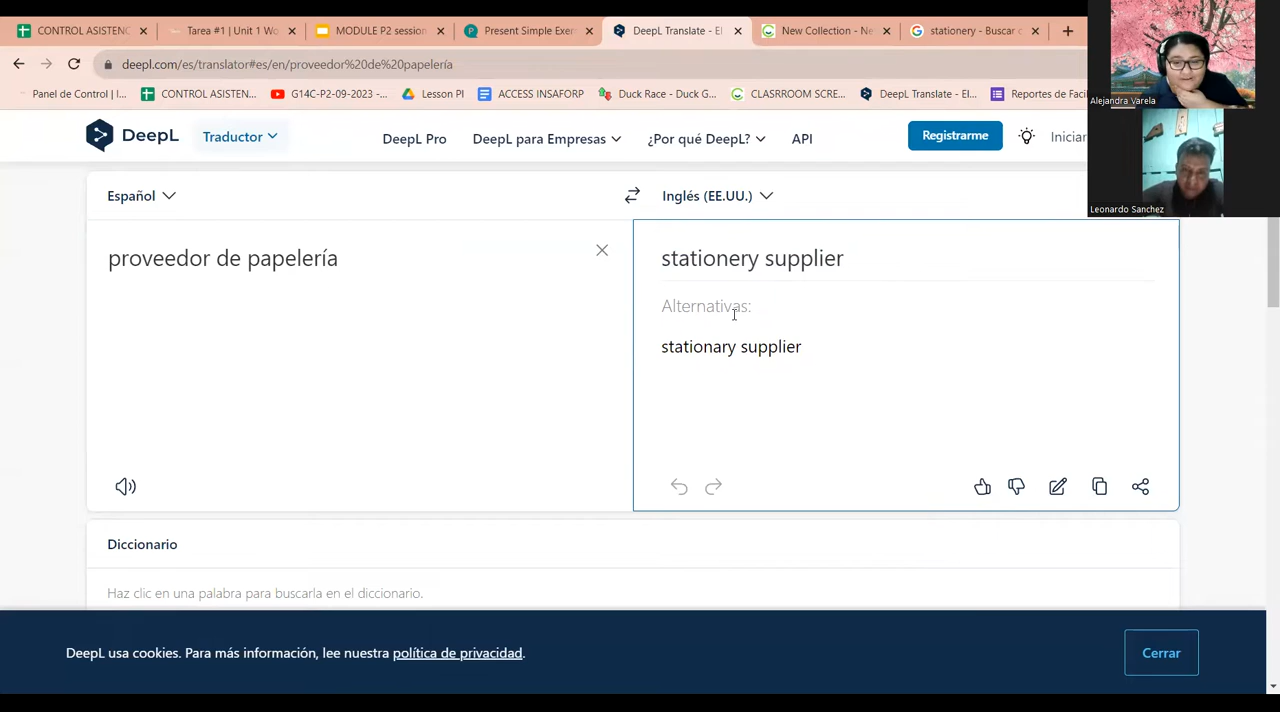 CONTROL ASISTENC
Tarea #1 | Unit 1 Wo
MODULE P2 session
Present Simple Exer
DeepL Translate - El
New Collection - Ne
stationery - Buscar c
deepl.com/es/translator#es/en/proveedor%20de%20papelería
Panel de Control | I...
CONTROL ASISTEN...
G14C-P2-09-2023 -...
Lesson Pl
ACCESS INSAFORP
Duck Race - Duck G...
CLASRROOM SCRE...
DeepL Translate - El...
Reportes de Facil
Alejandra Varela
Leonardo Sanchez
DeepL
Traductor
DeepL Pro
DeepL para Empresas
¿Por qué DeepL?
API
Registrarme
Iniciar
Español
Inglés (EE.UU.)
proveedor de papelería
stationery supplier
Alternativas:
stationary supplier
Diccionario
Haz clic en una palabra para buscarla en el diccionario.
DeepL usa cookies. Para más información, lee nuestra política de privacidad.
Cerrar